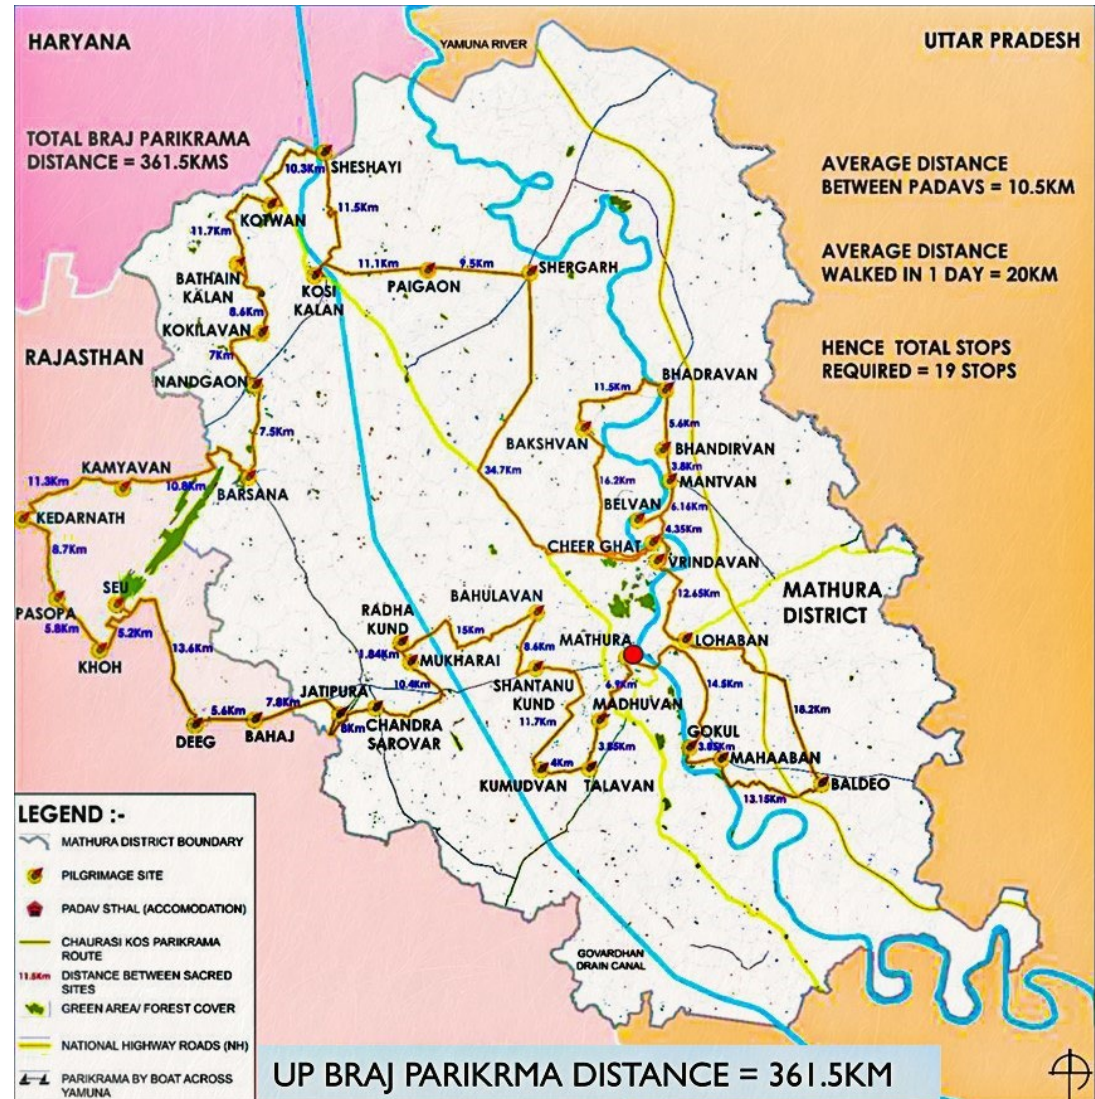 HARYANA
YAMUNA RIVER
UTTAR PRADESH
TOTAL BRAJ PARIKRAMA
DISTANCE = 361.5KMS
AVERAGE DISTANCE
BETWEEN PADAVS = 10.5KM
AVERAGE DISTANCE
WALKED IN 1 DAY = 20KM
HENCE TOTAL STOPS
REQUIRED = 19 STOPS
10.3Km
SHESHAYI
KOTWAN
11.5Km
11.7Km
BATHAIN
KALAN
KOSI
KALAN
11.1Km
PAIGAON
9.5Km
SHERGARH
8.6Km
KOKILAVAN
7Km
RAJASTHAN
NANDGAON
7.5Km
BHADRAVAN
11.5Km
5.6Km
BAKSHVAN
BHANDIRVAN
3.8Km
MANTVAN
34.7Km
16.2Km
BELVAN
6.16Km
4.35Km
CHEER GHAT
VRINDAVAN
KAMYAVAN
11.3Km
10.8Km
BARSANA
KEDARNATH
8.7Km
SEU
PASOPA
5.8Km
5.2Km
KHOH
13.6Km
12.65Km
MATHURA
DISTRICT
RADHA
KUND
BAHULAVAN
15Km
1.84Km
MUKHARAI
8.6Km
MATHURA
LOHABAN
10.4Km
SHANTANU
KUND
6.9Km
14.5Km
18.2Km
JATIPURA
7.8Km
5.6Km
DEEG
BAHAJ
8Km
CHANDRA
SAROVAR
11.7Km
MADHUVAN
GOKUL
3.85Km
3.85Km
MAHAABAN
KUMUDVAN
4Km
TALAVAN
BALDEO
13.15Km
GOVARDHAN
DRAIN CANAL
LEGEND :-
MATHURA DISTRICT BOUNDARY
PILGRIMAGE SITE
PADAV STHAL (ACCOMODATION)
CHAURASI KOS PARIKRAMA
ROUTE
11.5Km DISTANCE BETWEEN SACRED
SITES
GREEN AREA/ FOREST COVER
NATIONAL HIGHWAY ROADS (NH)
PARIKRAMA BY BOAT ACROSS
YAMUNA
UP BRAJ PARIKRMA DISTANCE = 361.5KM